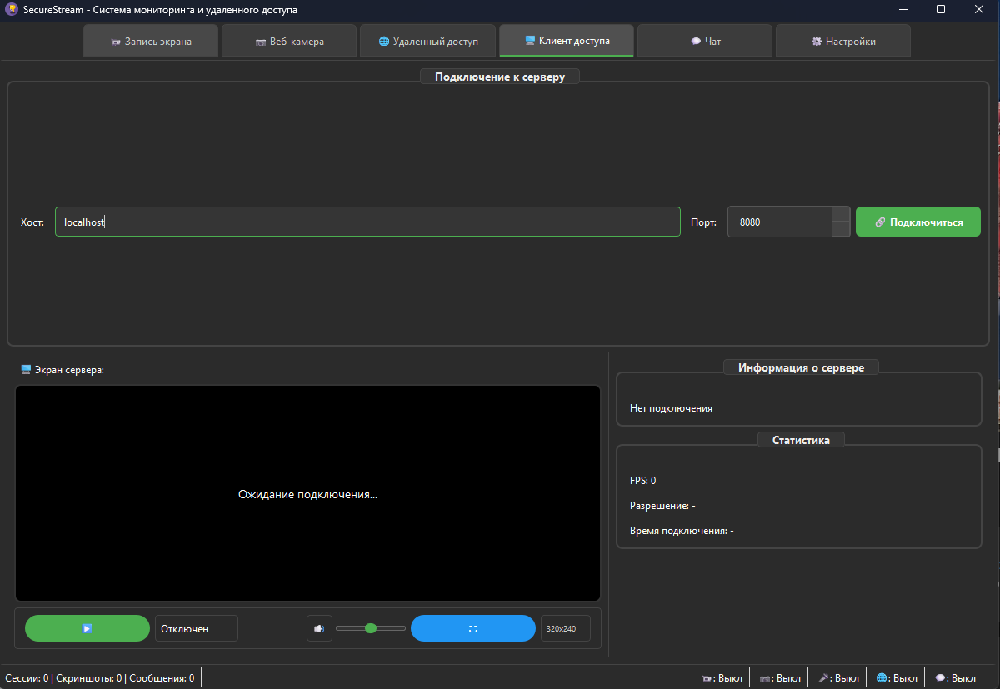 SecureStream - Система мониторинга и удаленного доступа
Запись экрана
Веб-камера
Удаленный доступ
Клиент доступа
Чат
Настройки
Подключение к серверу
Хост:
localhost
Порт:
8080
Подключиться
Экран сервера:
Ожидание подключения...
Отключен
320x240
Информация о сервере
Нет подключения
Статистика
FPS: 0
Разрешение: -
Время подключения: -
Сессии: 0 | Скриншоты: 0 | Сообщения: 0
: Выкл
: Выкл
: Выкл
: Выкл
: Выкл